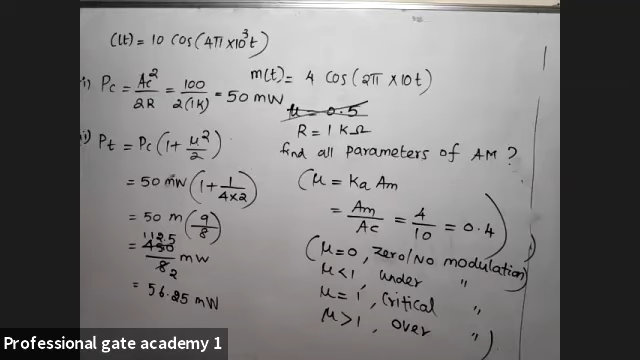 c(t) = 10 cos(4π×10³t)
m(t) = 4 cos(2π×10t)
i) Pc = Ac²/2R = 100/2(1K) = 50 mW
μ = 0.5
R = 1 KΩ
ii) Pt = Pc(1+μ²/2)
find all parameters of AM ?
= 50 mW(1+1/4×2)
= 50 m(9/8)
= 450/8 mW
112.5
2
= 56.25 mW
(μ = Ka Am
= Am/Ac = 4/10 = 0.4)
(μ=0, Zero/No modulation)
μ<1, under "
μ=1, critical "
μ>1, over ")
Professional gate academy 1